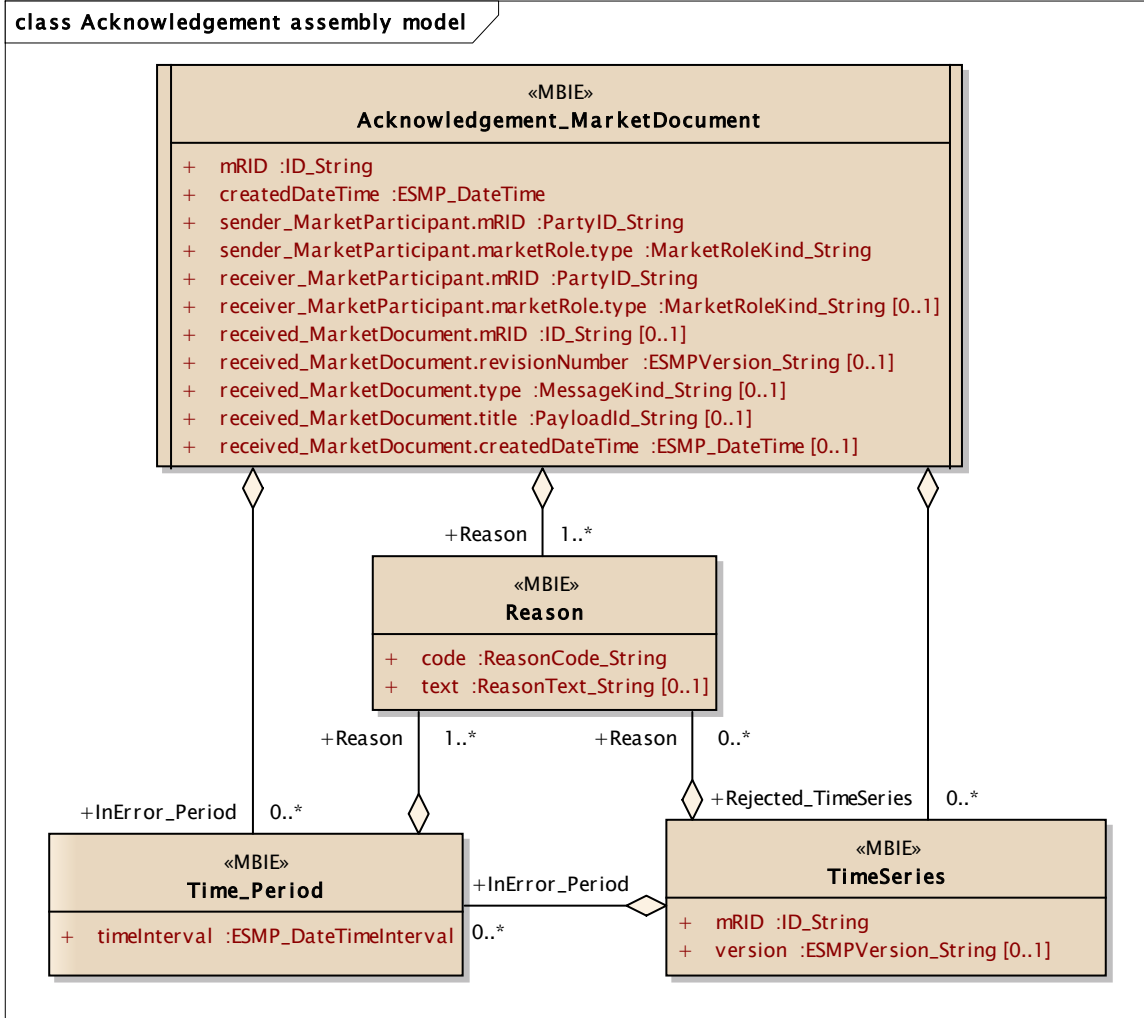 class Acknowledgement assembly model
«MBIE»
Acknowledgement_MarketDocument
+ mRID :ID_String
+ createdDateTime :ESMP_DateTime
+ sender_MarketParticipant.mRID :PartyID_String
+ sender_MarketParticipant.marketRole.type :MarketRoleKind_String
+ receiver_MarketParticipant.mRID :PartyID_String
+ receiver_MarketParticipant.marketRole.type :MarketRoleKind_String [0..1]
+ received_MarketDocument.mRID :ID_String [0..1]
+ received_MarketDocument.revisionNumber :ESMPVersion_String [0..1]
+ received_MarketDocument.type :MessageKind_String [0..1]
+ received_MarketDocument.title :PayloadId_String [0..1]
+ received_MarketDocument.createdDateTime :ESMP_DateTime [0..1]
+Reason 1..*
«MBIE»
Reason
+ code :ReasonCode_String
+ text :ReasonText_String [0..1]
+Reason 1..*
+Reason 0..*
+InError_Period 0..*
+Rejected_TimeSeries 0..*
«MBIE»
Time_Period
+ timeInterval :ESMP_DateTimeInterval
+InError_Period
0..*
«MBIE»
TimeSeries
+ mRID :ID_String
+ version :ESMPVersion_String [0..1]